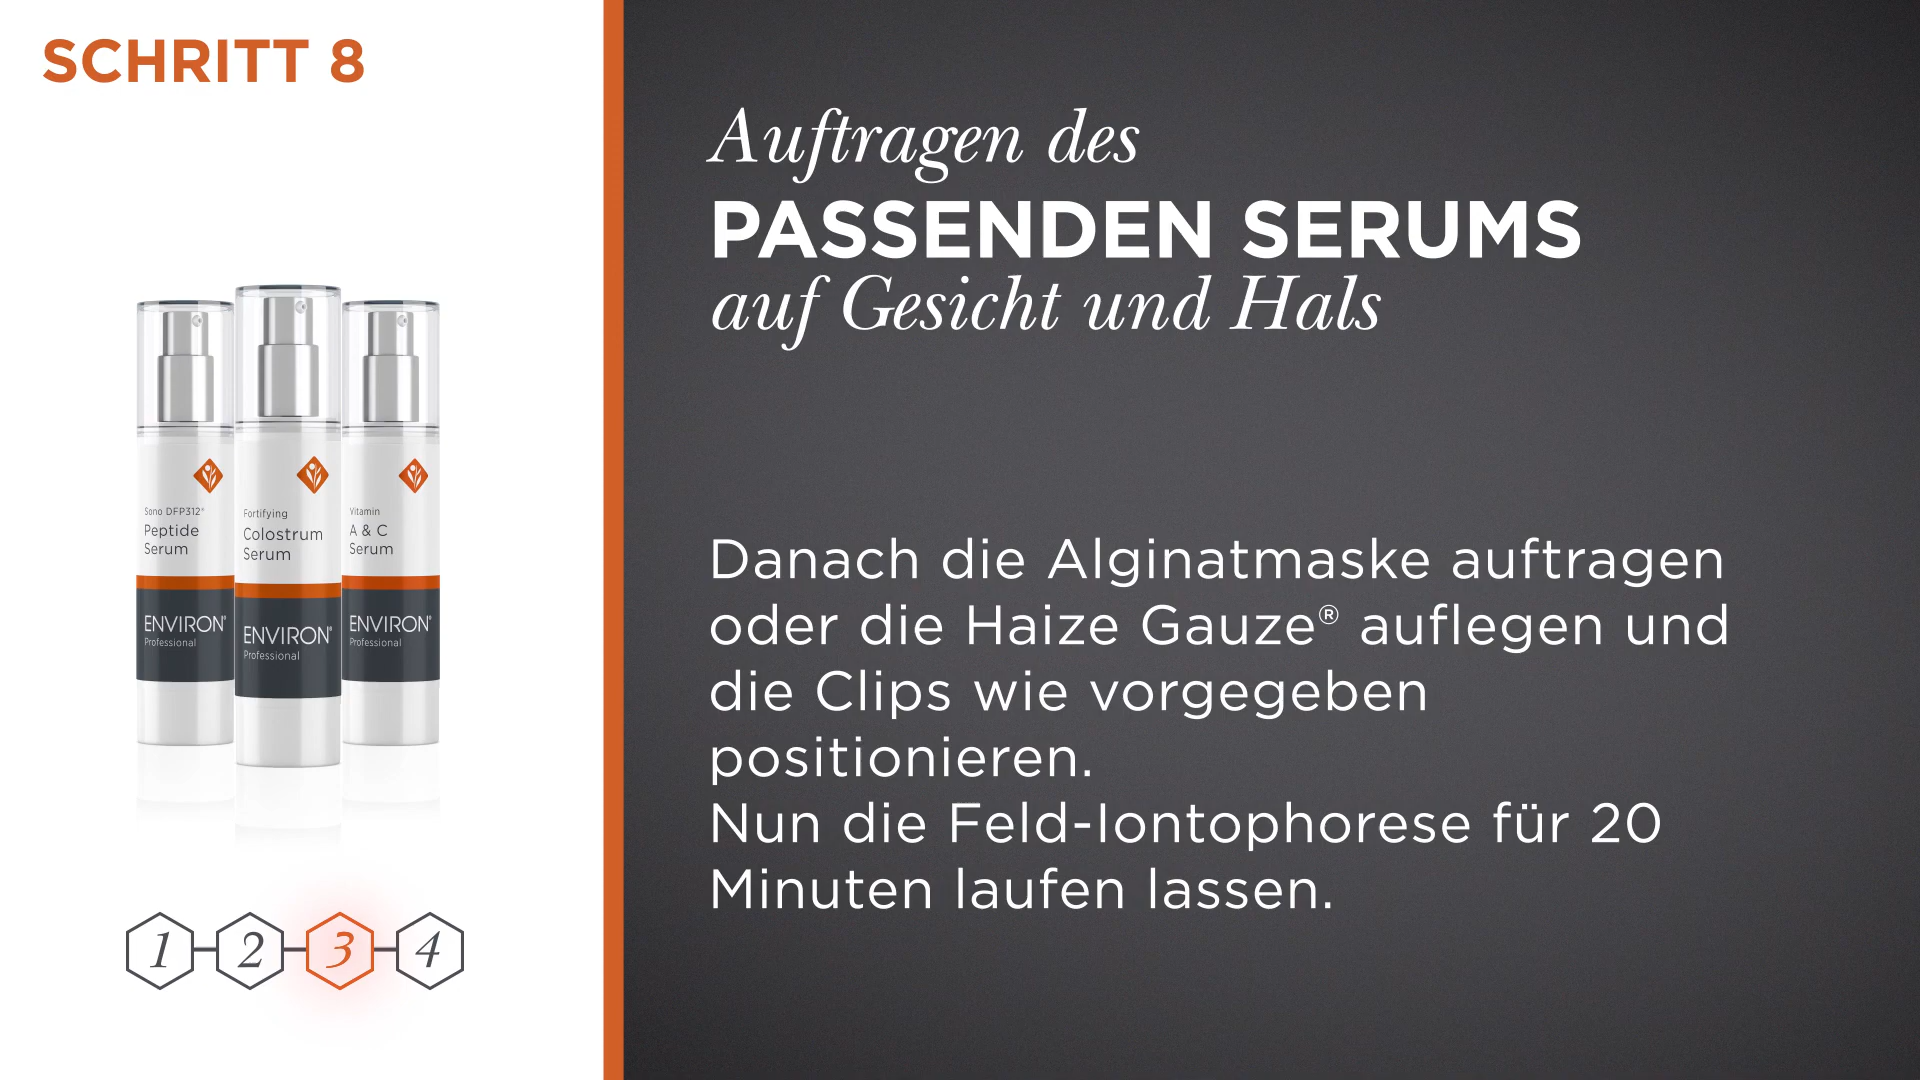 SCHRITT 8
Auftragen des
PASSENDEN SERUMS
auf Gesicht und Hals
Sono DFP312®
Peptide
Serum
ENVIRON®
Professional
Fortifying
Colostrum
Serum
ENVIRON®
Professional
Vitamin
A & C
Serum
ENVIRON®
Professional
Danach die Alginatmaske auftragen
oder die Haize Gauze® auflegen und
die Clips wie vorgegeben
positionieren.
Nun die Feld-Iontophorese für 20
Minuten laufen lassen.
1 2 3 4